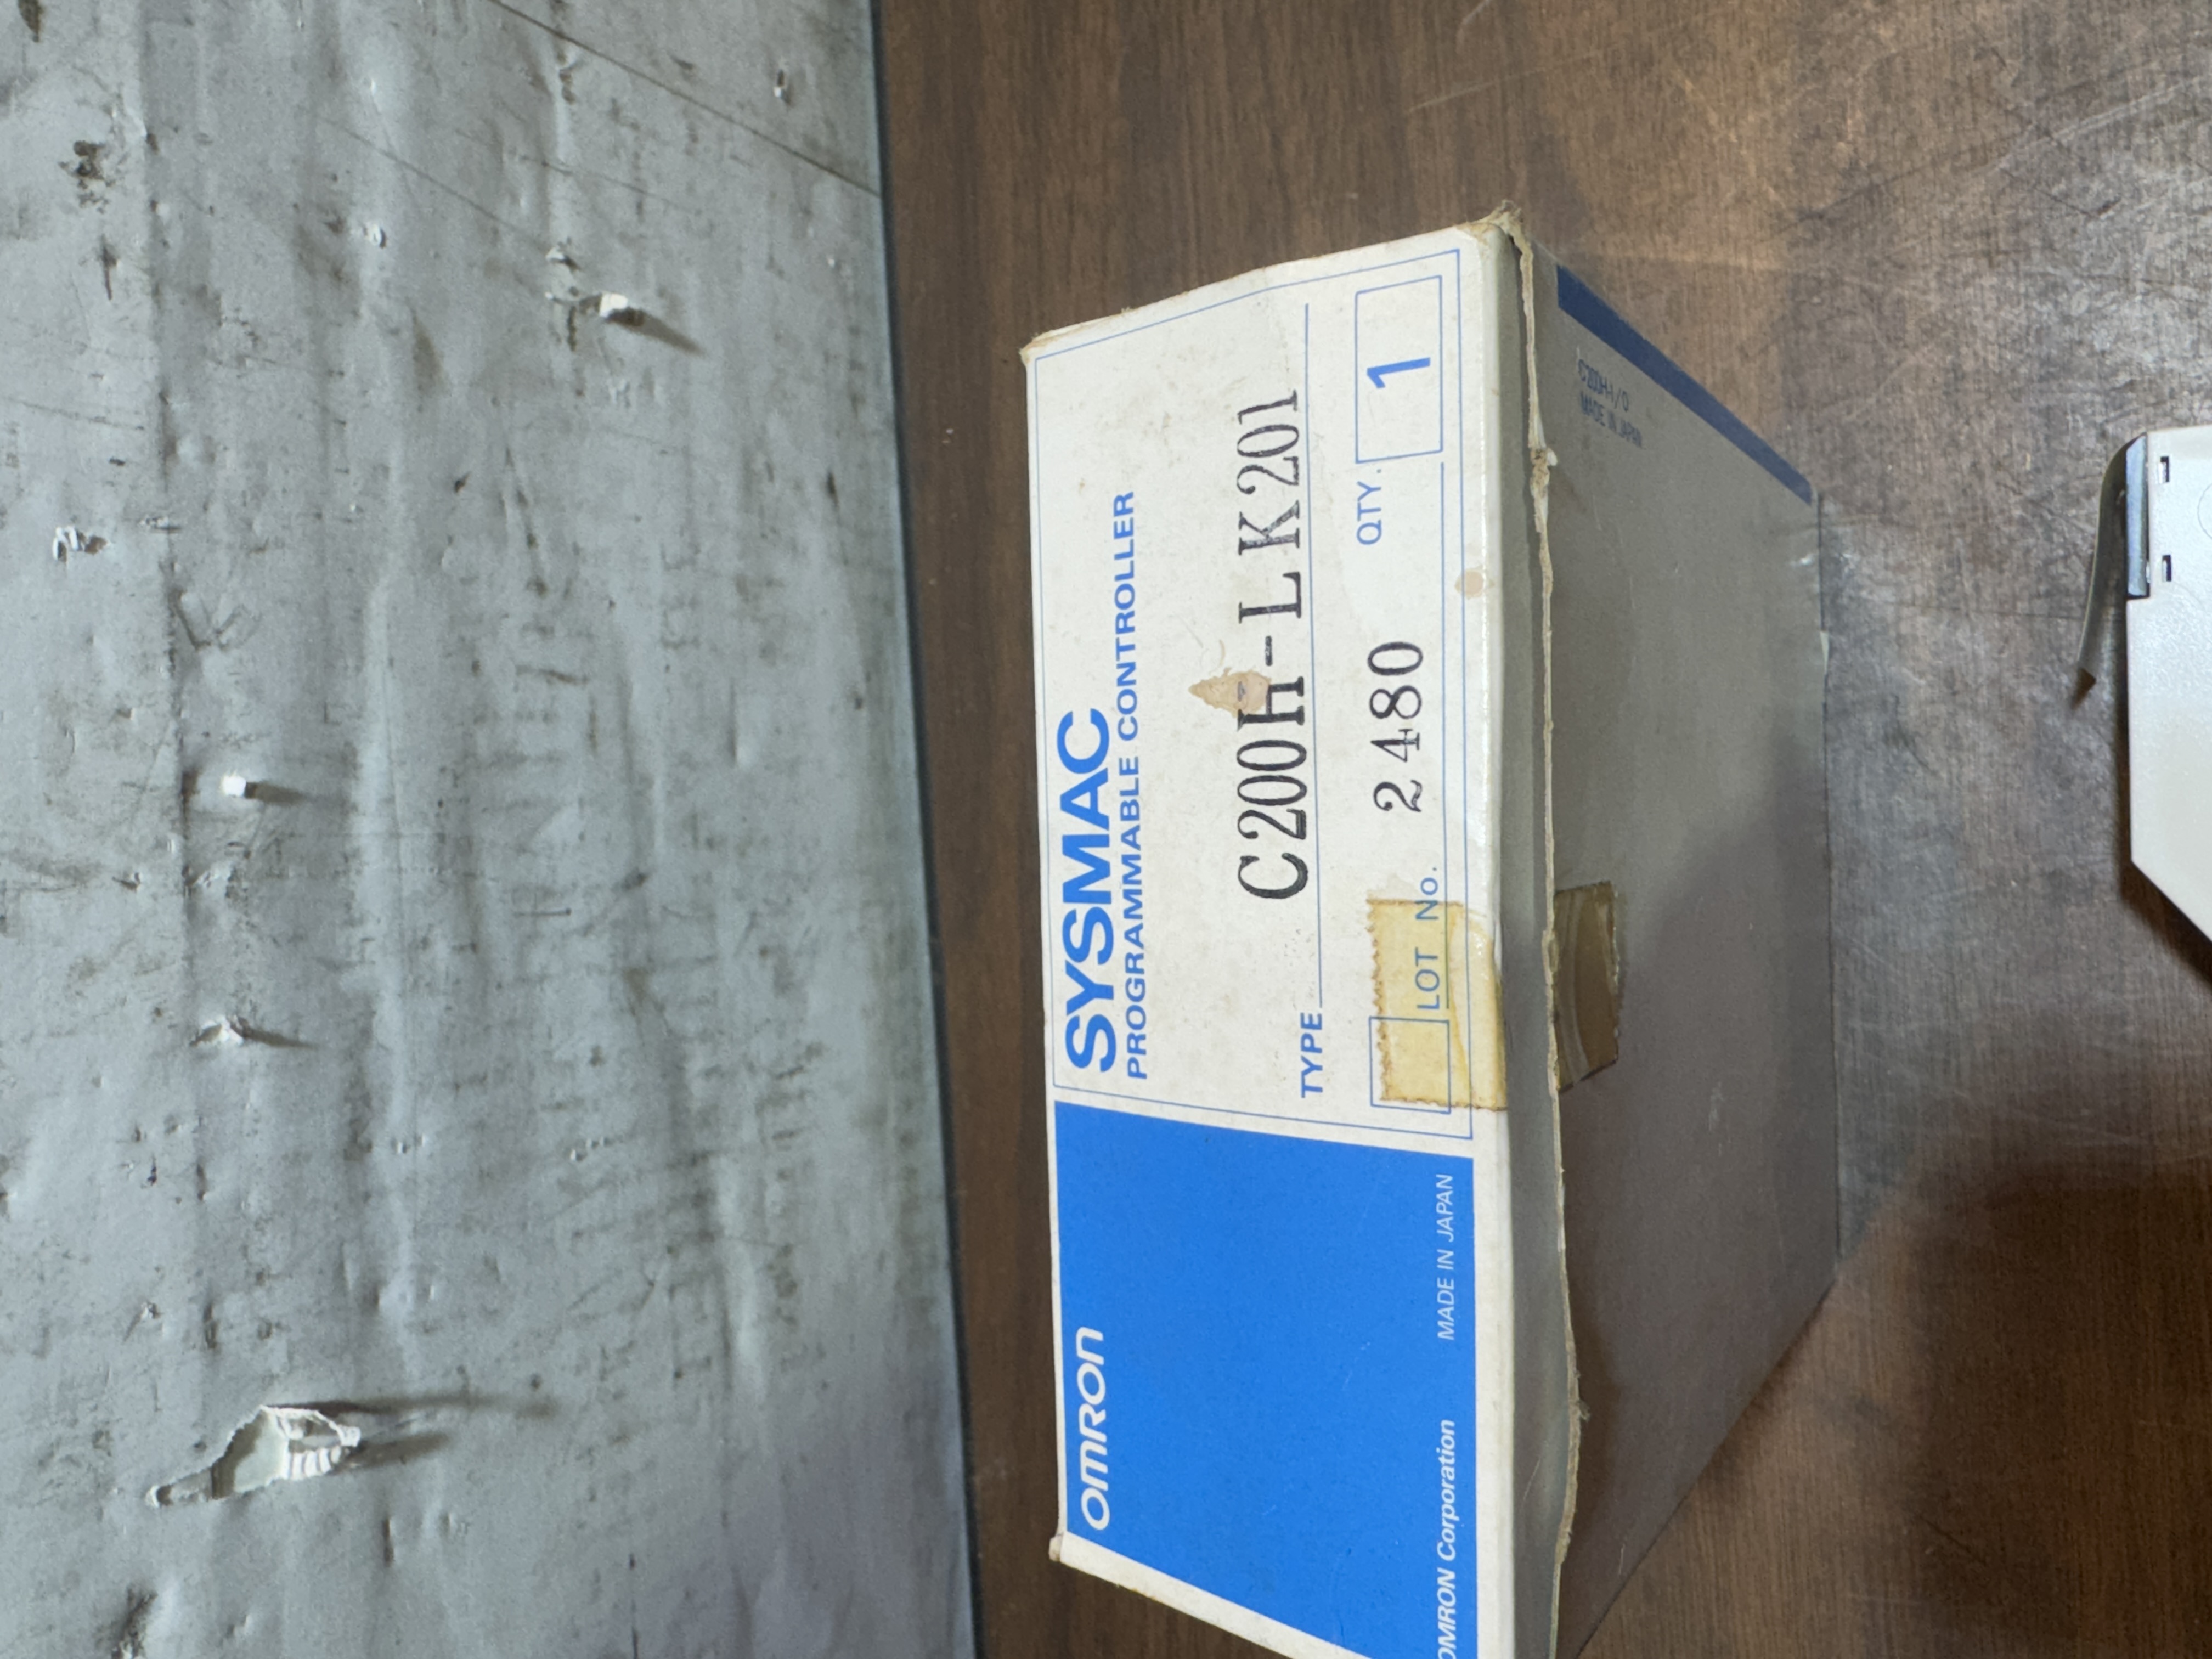 OMRON
SYSMAC
PROGRAMMABLE CONTROLLER
TYPE C200H-LK201
LOT No. 2480 QTY. 1
OMRON Corporation MADE IN JAPAN
C200H-I/O
MADE IN JAPAN